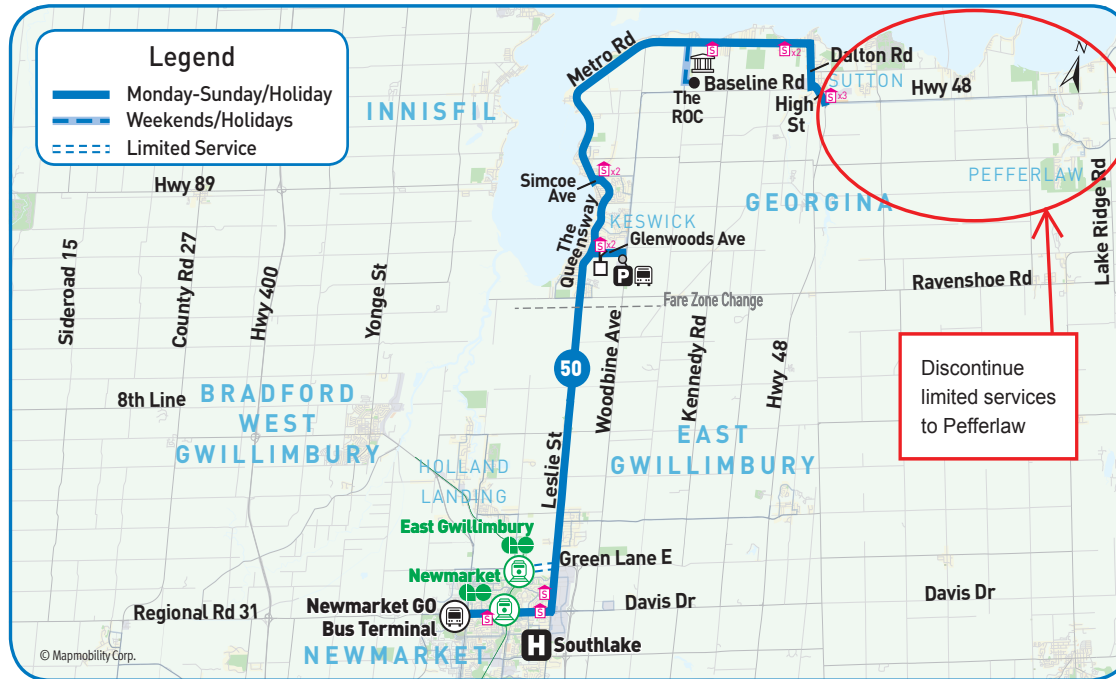 Legend
Monday-Sunday/Holiday
Weekends/Holidays
Limited Service
Metro Rd
S
S x2
N
Dalton Rd
SUTTON
Baseline Rd
The
ROC
High
St
S x3
Hwy 48
INNISFIL
Hwy 89
S x2
Simcoe
Ave
The
Queensway
KESWICK
S x2
Glenwoods Ave
P
GEORGINA
PEFFERLAW
Lake Ridge Rd
Ravenshoe Rd
Fare Zone Change
Sideroad 15
County Rd 27
Hwy 400
Yonge St
50
Woodbine Ave
Kennedy Rd
Hwy 48
Discontinue
limited services
to Pefferlaw
8th Line
BRADFORD
WEST
GWILLIMBURY
EAST
GWILLIMBURY
HOLLAND
LANDING
Leslie St
East Gwillimbury
Green Lane E
Newmarket
S
Regional Rd 31
Newmarket GO
Bus Terminal
S
S
Davis Dr
Davis Dr
H
Southlake
NEWMARKET
© Mapmobility Corp.